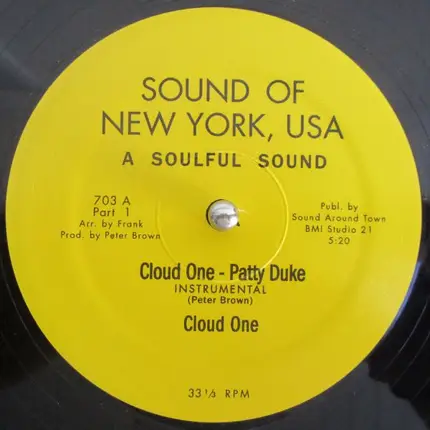 SOUND OF
NEW YORK, USA
A SOULFUL SOUND
703 A
Part 1
Arr. by Frank
Prod. by Peter Brown
Publ. by
Sound Around Town
BMI Studio 21
5:20
Cloud One - Patty Duke
INSTRUMENTAL
(Peter Brown)
Cloud One
33⅓ RPM